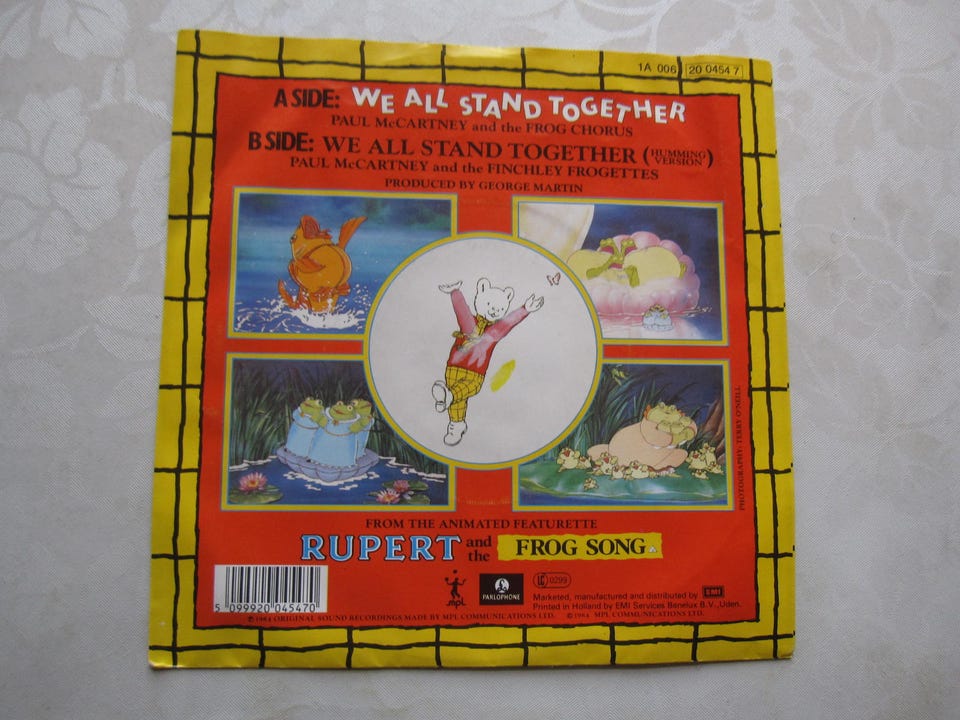 1A 006 20 0454 7
A SIDE: WE ALL STAND TOGETHER
PAUL McCARTNEY and the FROG CHORUS
B SIDE: WE ALL STAND TOGETHER (HUMMING VERSION)
PAUL McCARTNEY and the FINCHLEY FROGETTES
PRODUCED BY GEORGE MARTIN
PHOTOGRAPHY: TERRY O'NEILL
FROM THE ANIMATED FEATURETTE
RUPERT and the FROG SONG
5 099920 045470
MPL
PARLOPHONE
LC 0299
EMI
Marketed, manufactured and distributed by
Printed in Holland by EMI Services Benelux B.V., Uden.
℗ 1984 ORIGINAL SOUND RECORDINGS MADE BY MPL COMMUNICATIONS LTD. © 1984 MPL COMMUNICATIONS LTD.